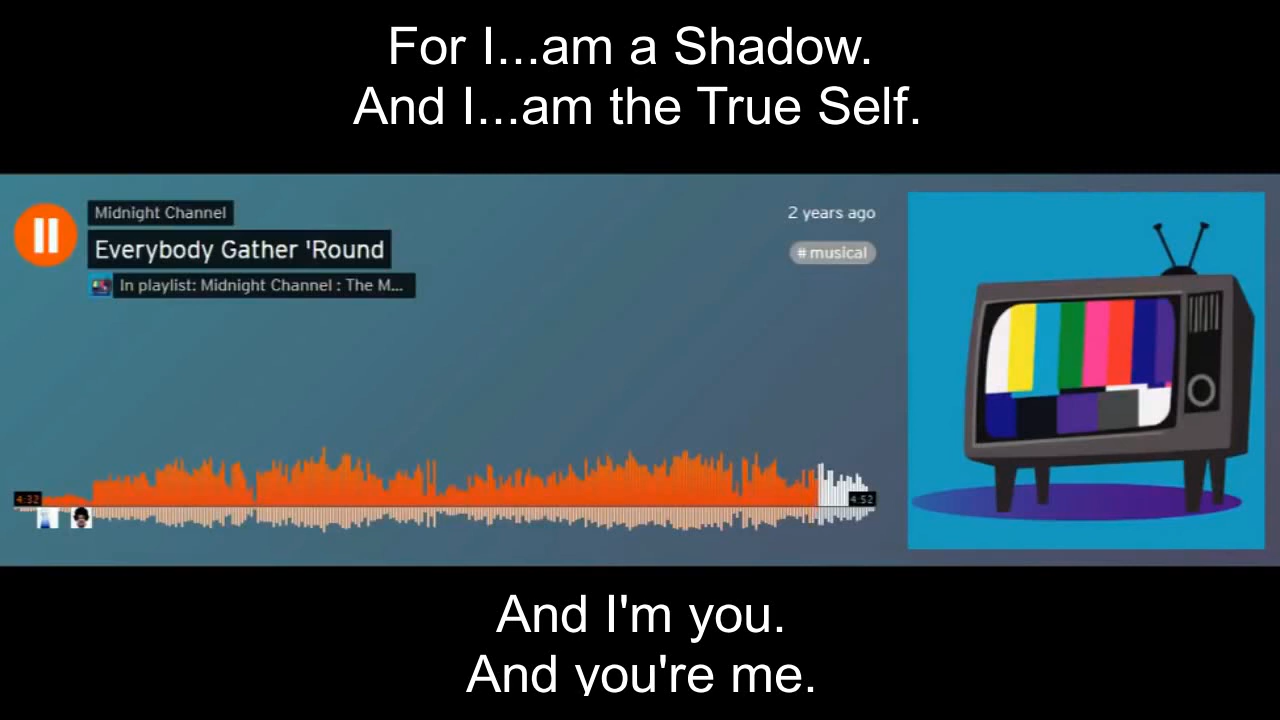 For I...am a Shadow.
And I...am the True Self.
Midnight Channel
2 years ago
Everybody Gather 'Round
# musical
In playlist: Midnight Channel : The M...
4:32
4:52
And I'm you.
And you're me.